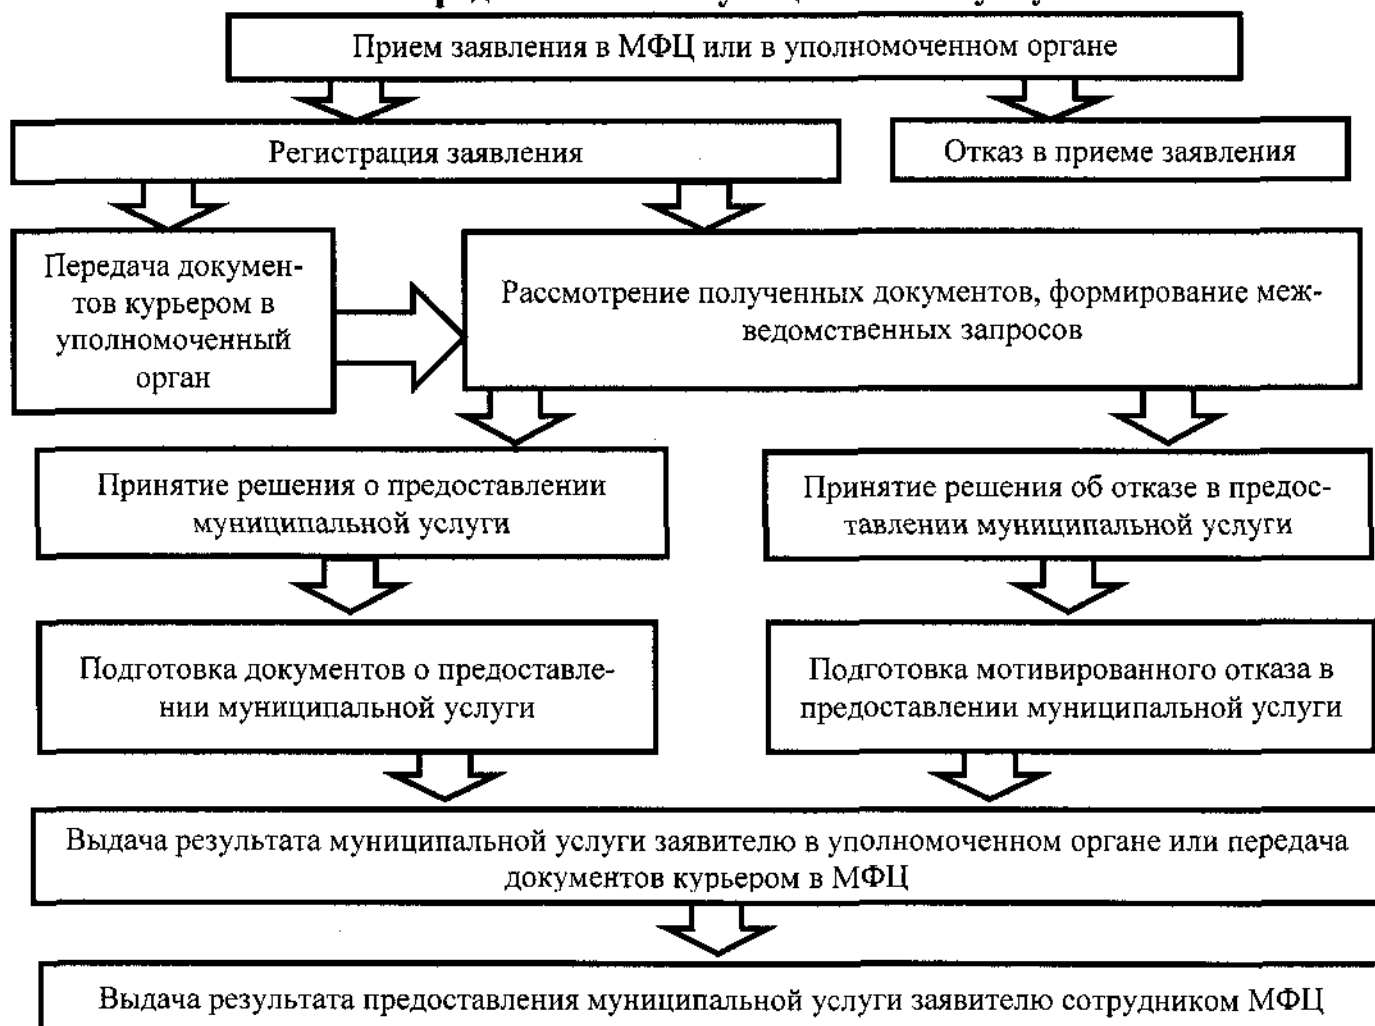 Прием заявления в МФЦ или в уполномоченном органе
Регистрация заявления
Отказ в приеме заявления
Передача докумен-
тов курьером в
уполномоченный
орган
Рассмотрение полученных документов, формирование меж-
ведомственных запросов
Принятие решения о предоставлении
муниципальной услуги
Принятие решения об отказе в предос-
тавлении муниципальной услуги
Подготовка документов о предоставле-
нии муниципальной услуги
Подготовка мотивированного отказа в
предоставлении муниципальной услуги
Выдача результата муниципальной услуги заявителю в уполномоченном органе или передача
документов курьером в МФЦ
Выдача результата предоставления муниципальной услуги заявителю сотрудником МФЦ